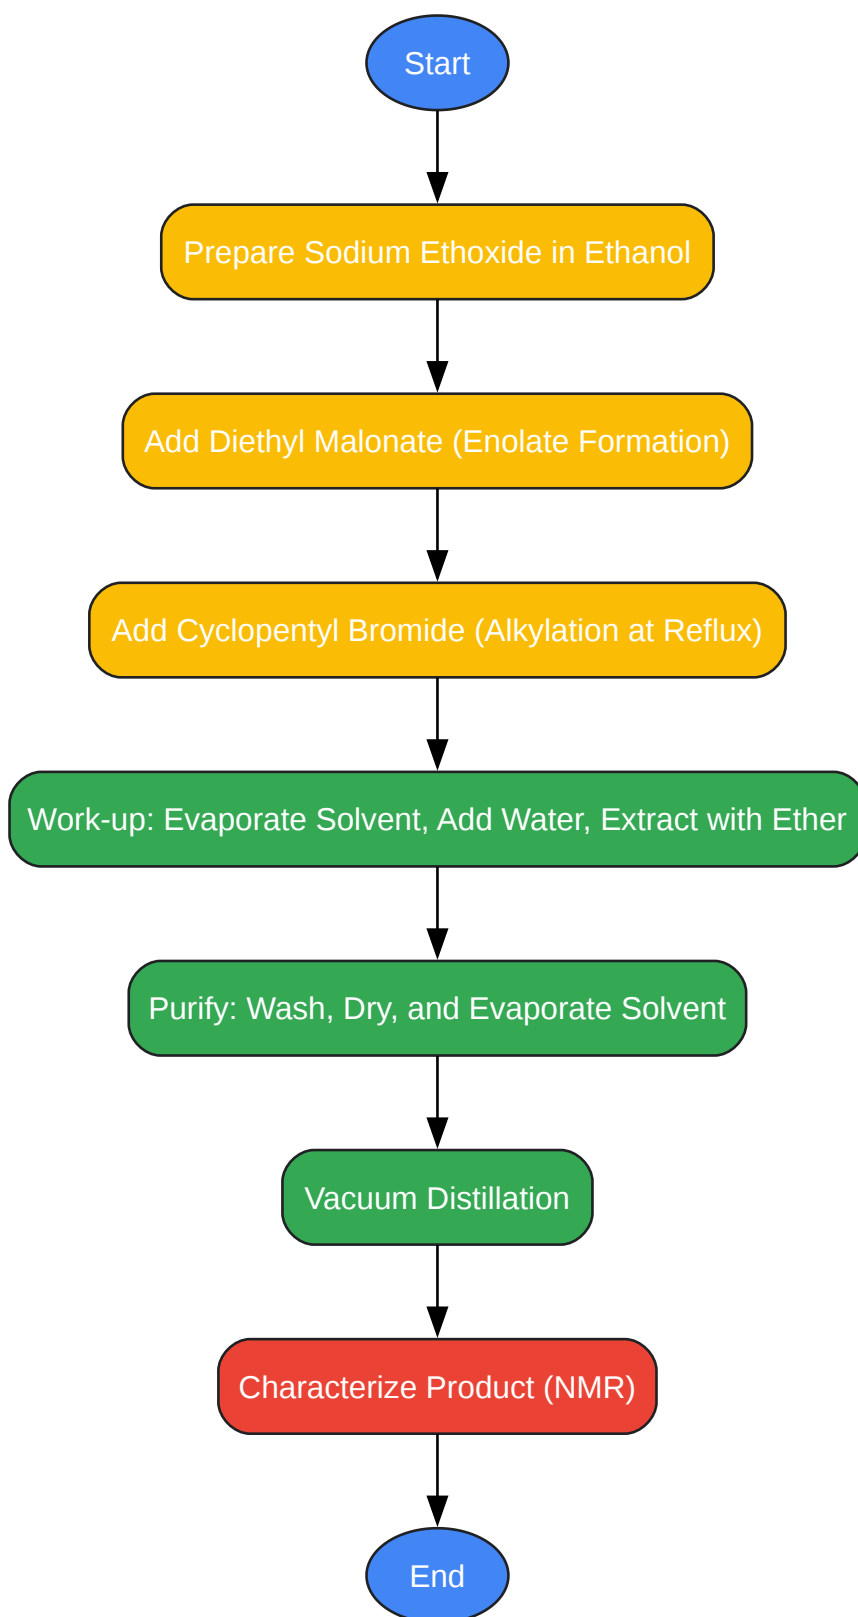 Start
Prepare Sodium Ethoxide in Ethanol
Add Diethyl Malonate (Enolate Formation)
Add Cyclopentyl Bromide (Alkylation at Reflux)
Work-up: Evaporate Solvent, Add Water, Extract with Ether
Purify: Wash, Dry, and Evaporate Solvent
Vacuum Distillation
Characterize Product (NMR)
End